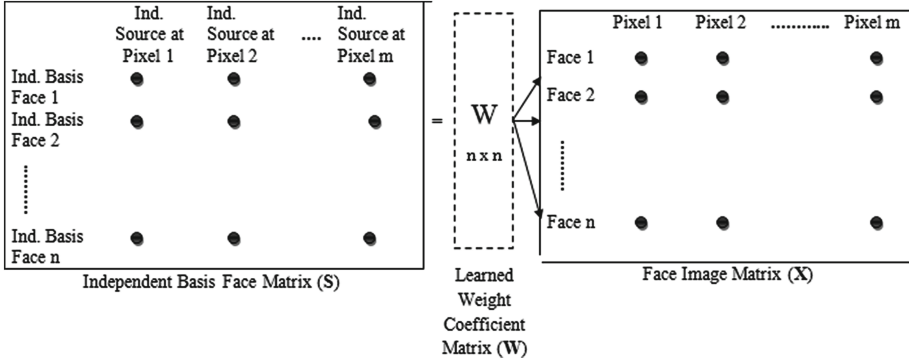 Ind. Ind. Ind.
Source at Source at .... Source at
Pixel 1 Pixel 2 Pixel m
Ind. Basis
Face 1
Ind. Basis
Face 2
Ind. Basis
Face n
Independent Basis Face Matrix (S)
=
W
n x n
Learned
Weight
Coefficient
Matrix (W)
Pixel 1 Pixel 2 ............ Pixel m
Face 1
Face 2
Face n
Face Image Matrix (X)